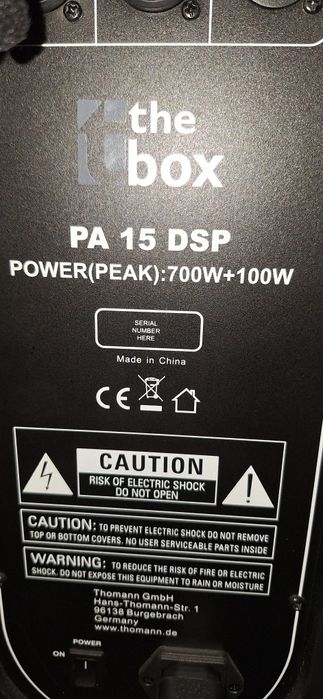 the
box
PA 15 DSP
POWER(PEAK):700W+100W
SERIAL
NUMBER
HERE
Made in China
CE
CAUTION
RISK OF ELECTRIC SHOCK
DO NOT OPEN
CAUTION: TO PREVENT ELECTRIC SHOCK DO NOT REMOVE
TOP OR BOTTOM COVERS. NO USER SERVICEABLE PARTS INSIDE
WARNING: TO REDUCE THE RISK OF FIRE OR ELECTRIC
SHOCK. DO NOT EXPOSE THIS EQUIPMENT TO RAIN OR MOISTURE
Thomann GmbH
Hans-Thomann-Str. 1
96138 Burgebrach
Germany
www.thomann.de
POWER
ON